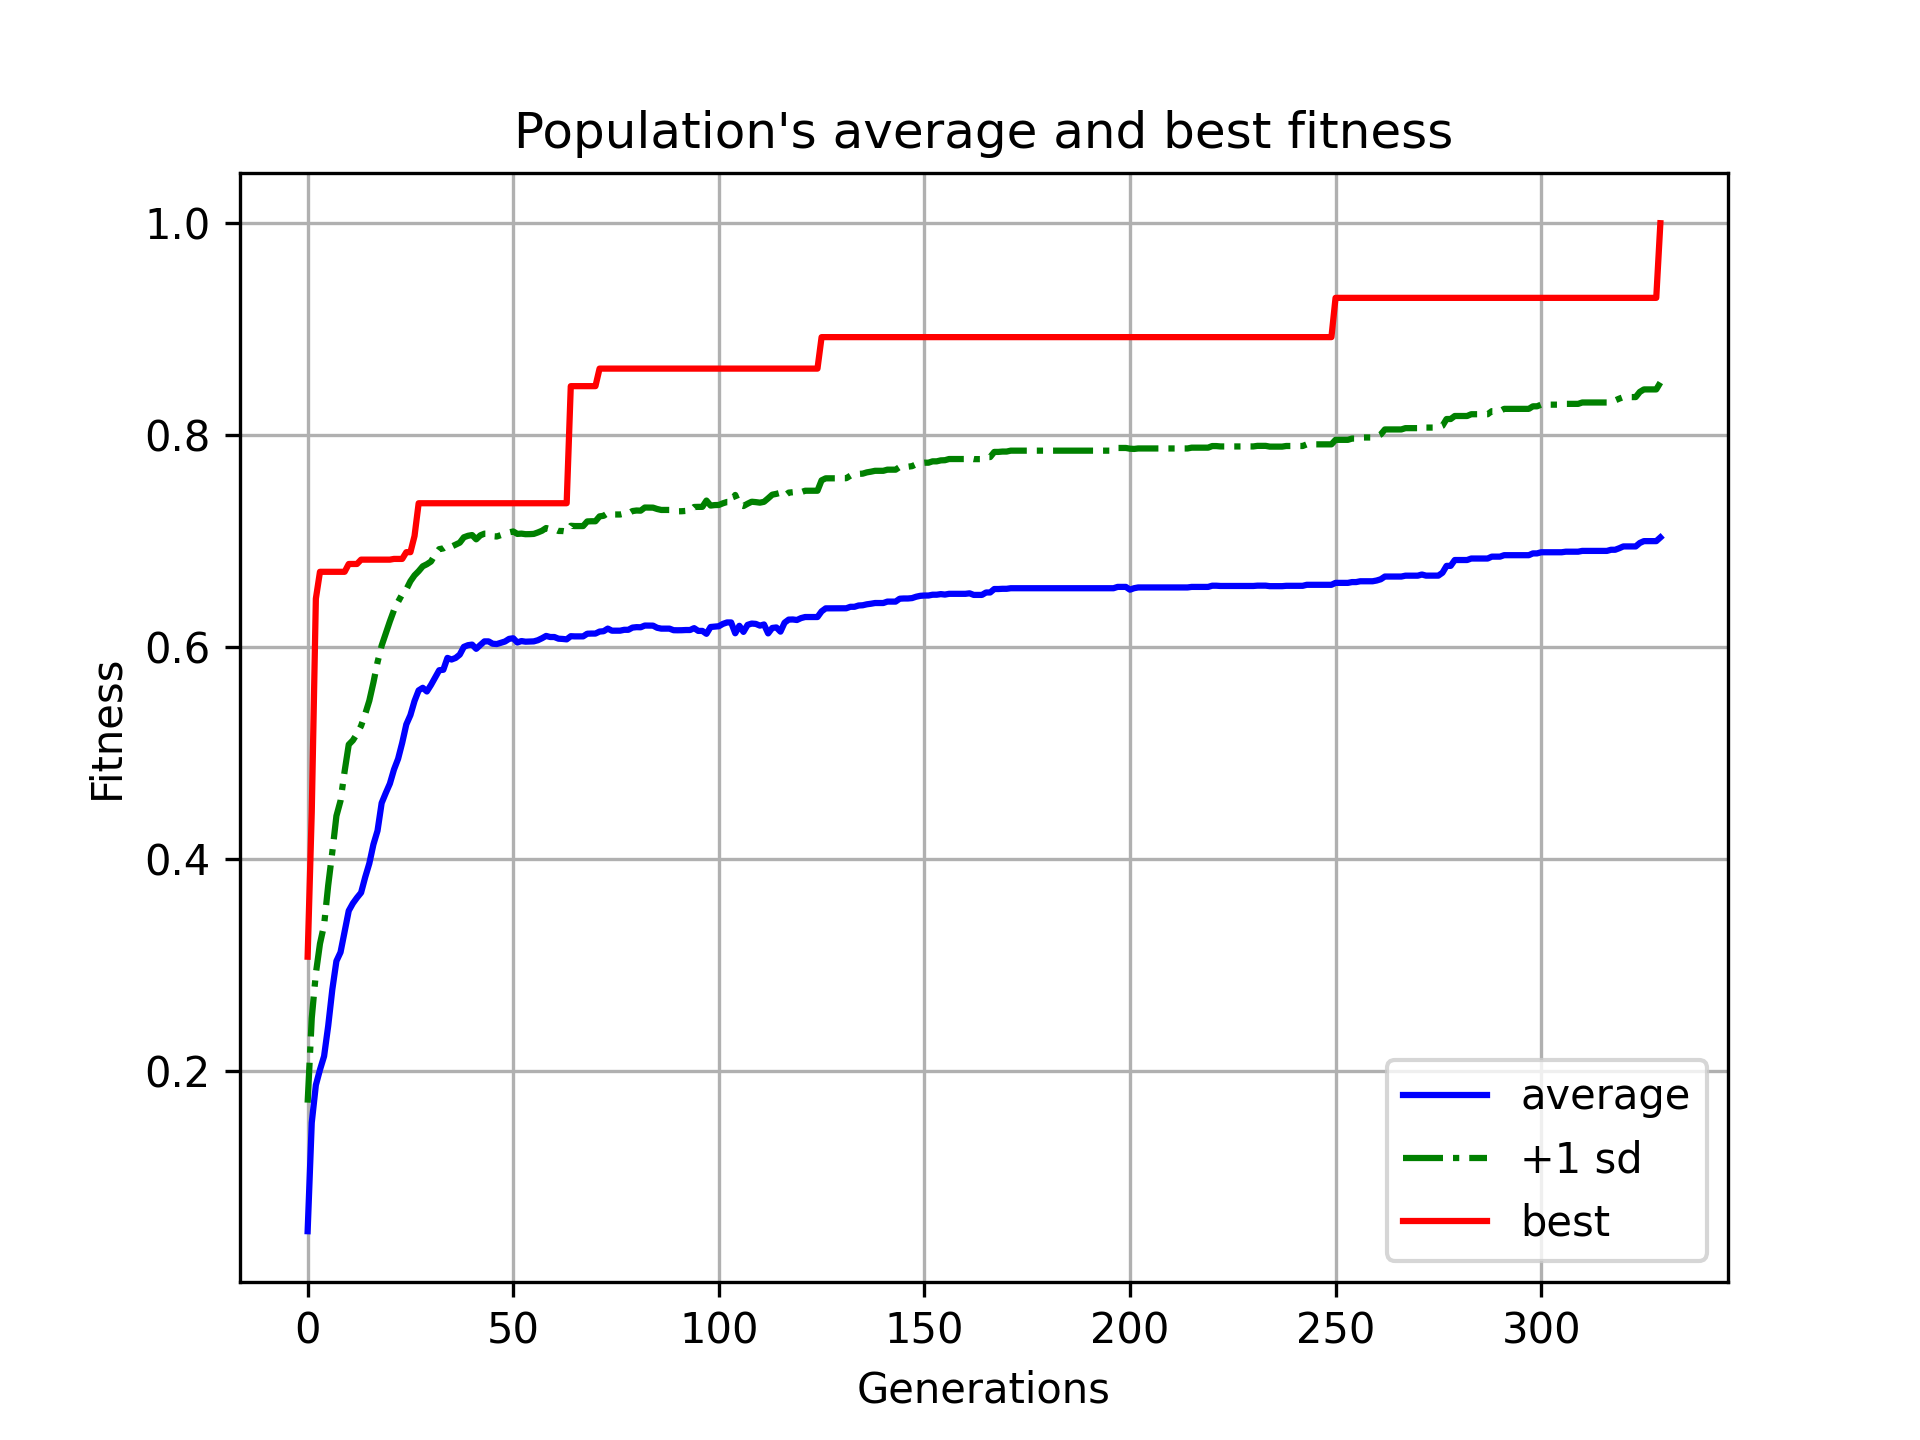 Population's average and best fitness
1.0
0.8
0.6
0.4
0.2
Fitness
0 50 100 150 200 250 300
Generations
average
+1 sd
best